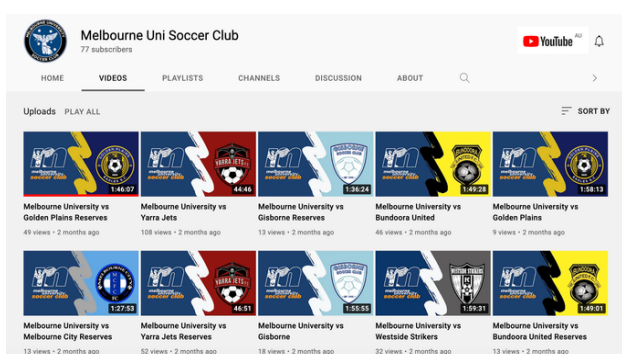 Melbourne Uni Soccer Club
77 subscribers
YouTube AU
HOME VIDEOS PLAYLISTS CHANNELS DISCUSSION ABOUT
Uploads PLAY ALL SORT BY
1:46:07 44:46 1:36:24 1:49:28 1:58:13
Melbourne University vs Melbourne University vs Melbourne University vs Melbourne University vs Melbourne University vs
Golden Plains Reserves Yarra Jets Gisborne Reserves Bundoora United Golden Plains
49 views • 2 months ago 108 views • 2 months ago 13 views • 2 months ago 46 views • 2 months ago 9 views • 2 months ago
1:27:53 46:51 1:55:55 1:59:31 1:49:01
Melbourne University vs Melbourne University vs Melbourne University vs Melbourne University vs Melbourne University vs
Melbourne City Reserves Yarra Jets Reserves Gisborne Westside Strikers Bundoora United Reserves
13 views • 2 months ago 52 views • 2 months ago 18 views • 2 months ago 32 views • 2 months ago 13 views • 2 months ago